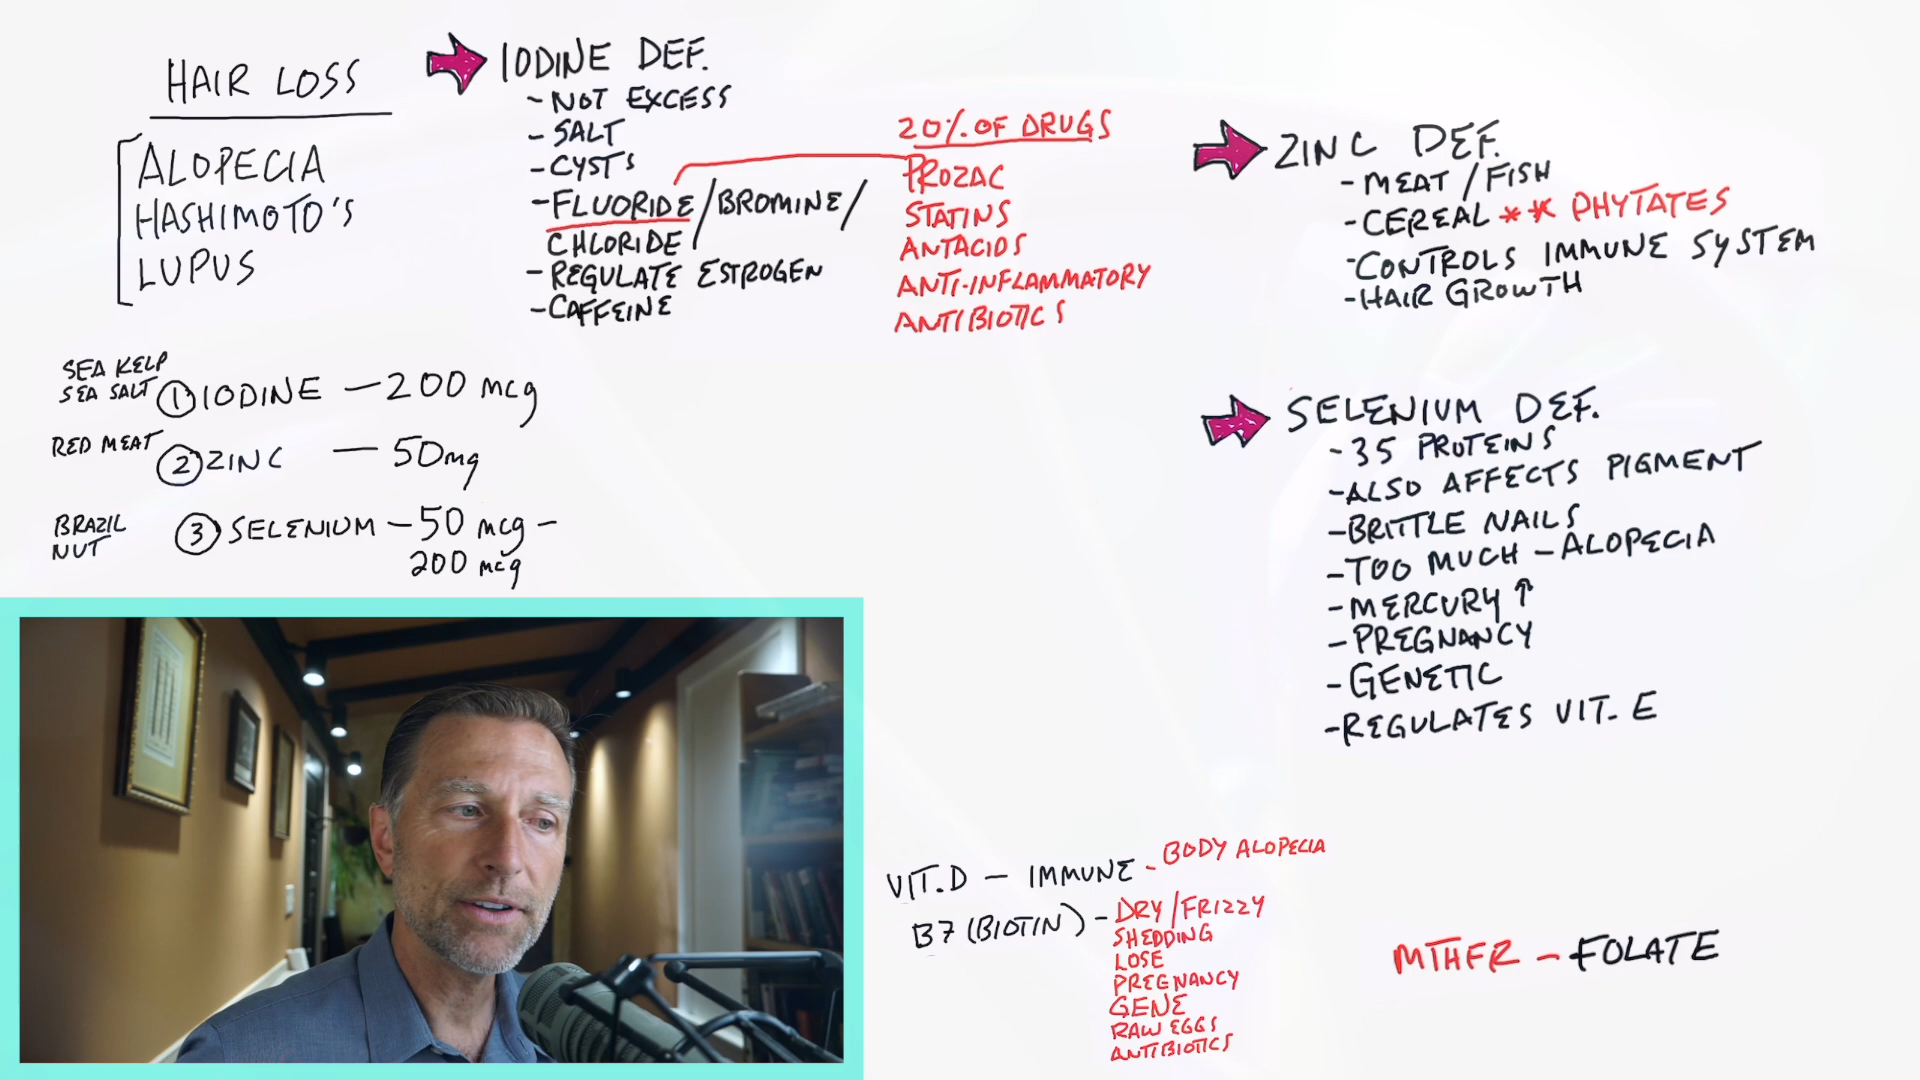 HAIR LOSS
ALOPECIA
HASHIMOTO'S
LUPUS
IODINE DEF.
- NOT EXCESS
- SALT
- CYSTS
- FLUORIDE / BROMINE /
CHLORIDE
- REGULATE ESTROGEN
- CAFFEINE
20% OF DRUGS
PROZAC
STATINS
ANTACIDS
ANTI-INFLAMMATORY
ANTIBIOTICS
ZINC DEF.
- MEAT / FISH
- CEREAL ** PHYTATES
- CONTROLS IMMUNE SYSTEM
- HAIR GROWTH
SEA KELP
SEA SALT ① IODINE — 200 mcg
RED MEAT ② ZINC — 50mg
BRAZIL
NUT ③ SELENIUM — 50 mcg -
200 mcg
SELENIUM DEF.
- 35 PROTEINS
- ALSO AFFECTS PIGMENT
- BRITTLE NAILS
- TOO MUCH - ALOPECIA
- MERCURY ↑
- PREGNANCY
- GENETIC
- REGULATES VIT. E
VIT. D — IMMUNE - BODY ALOPECIA
B7 (BIOTIN) - DRY / FRIZZY
SHEDDING
LOSE
PREGNANCY
GENE
RAW EGGS
ANTIBIOTICS
MTHFR - FOLATE